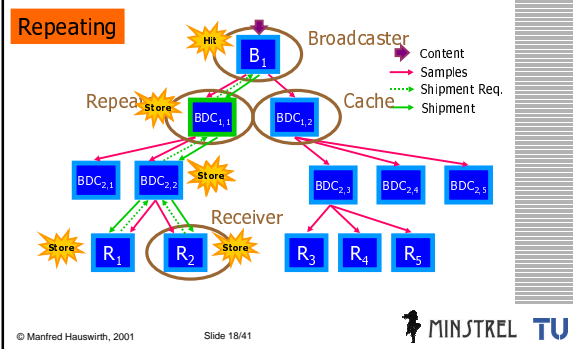 Repeating
Hit
Broadcaster
B1
Content
Samples
Shipment Req.
Shipment
Repea
Store
BDC1,1
BDC1,2
Cache
BDC2,1
BDC2,2
Store
BDC2,3
BDC2,4
BDC2,5
Receiver
Store
R1
R2
Store
R3
R4
R5
© Manfred Hauswirth, 2001
Slide 18/41
MINSTREL
TU